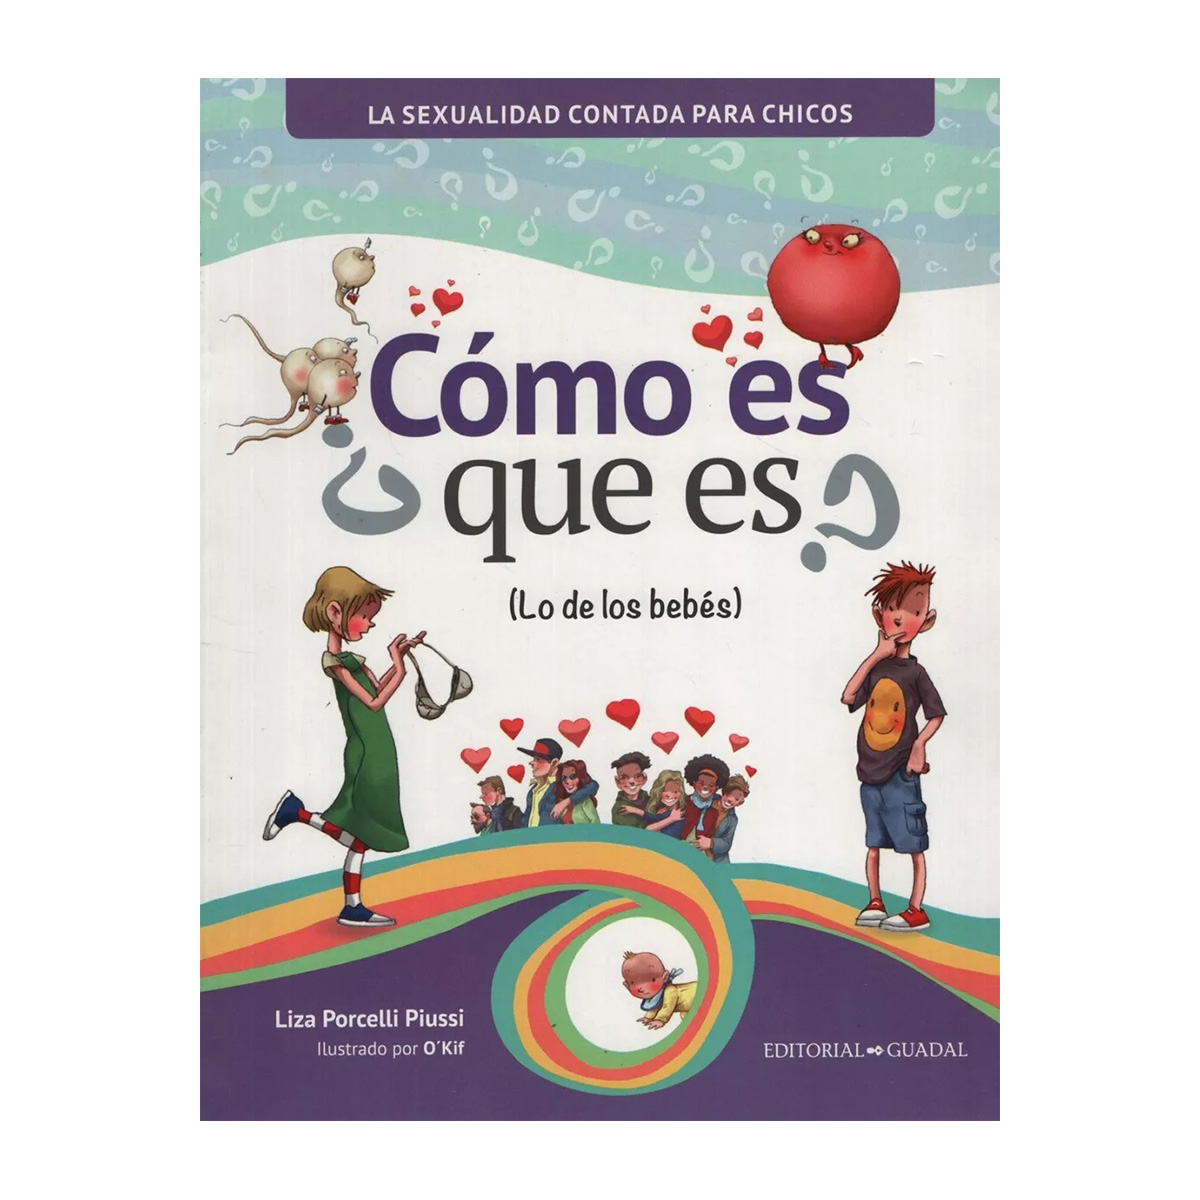 LA SEXUALIDAD CONTADA PARA CHICOS
Cómo es
¿que es?
(Lo de los bebés)
Liza Porcelli Piussi
Ilustrado por O´Kif
EDITORIAL GUADAL